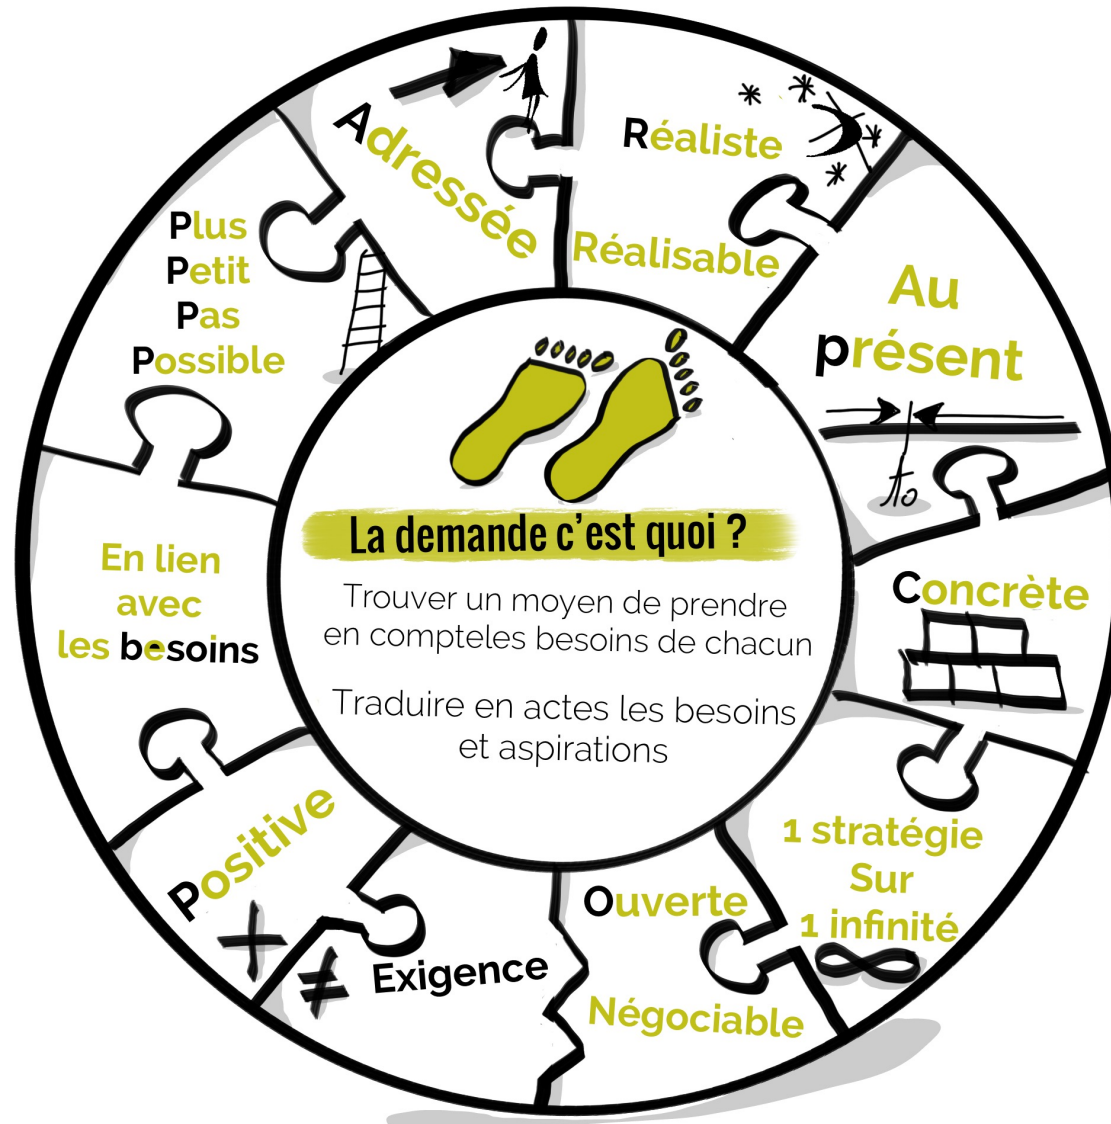 Adressée
Réaliste
Réalisable
Au
présent
to
Concrète
1 stratégie
Sur
1 infinité
Ouverte
Négociable
≠ Exigence
Positive
+
En lien
avec
les besoins
Plus
Petit
Pas
Possible
La demande c'est quoi ?
Trouver un moyen de prendre
en compteles besoins de chacun
Traduire en actes les besoins
et aspirations